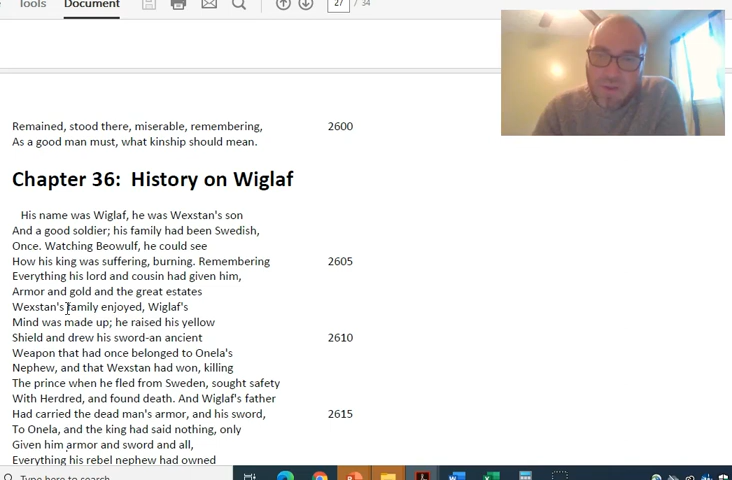 Tools
Document
27 / 34
Remained, stood there, miserable, remembering, 2600
As a good man must, what kinship should mean.
Chapter 36: History on Wiglaf
His name was Wiglaf, he was Wexstan's son
And a good soldier; his family had been Swedish,
Once. Watching Beowulf, he could see
How his king was suffering, burning. Remembering 2605
Everything his lord and cousin had given him,
Armor and gold and the great estates
Wexstan's family enjoyed, Wiglaf's
Mind was made up; he raised his yellow
Shield and drew his sword-an ancient 2610
Weapon that had once belonged to Onela's
Nephew, and that Wexstan had won, killing
The prince when he fled from Sweden, sought safety
With Herdred, and found death. And Wiglaf's father
Had carried the dead man's armor, and his sword, 2615
To Onela, and the king had said nothing, only
Given him armor and sword and all,
Everything his rebel nephew had owned
Type here to search